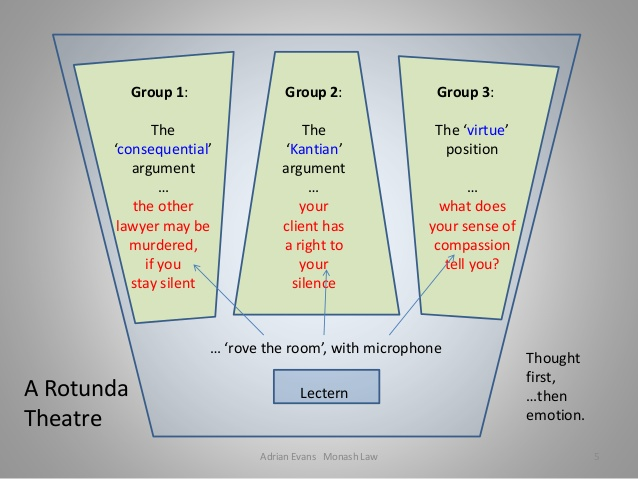 Group 1:
The
‘consequential’
argument
…
the other
lawyer may be
murdered,
if you
stay silent
Group 2:
The
‘Kantian’
argument
…
your
client has
a right to
your
silence
Group 3:
The ‘virtue’
position
…
what does
your sense of
compassion
tell you?
… ‘rove the room’, with microphone
Lectern
A Rotunda
Theatre
Thought
first,
…then
emotion.
Adrian Evans Monash Law
5